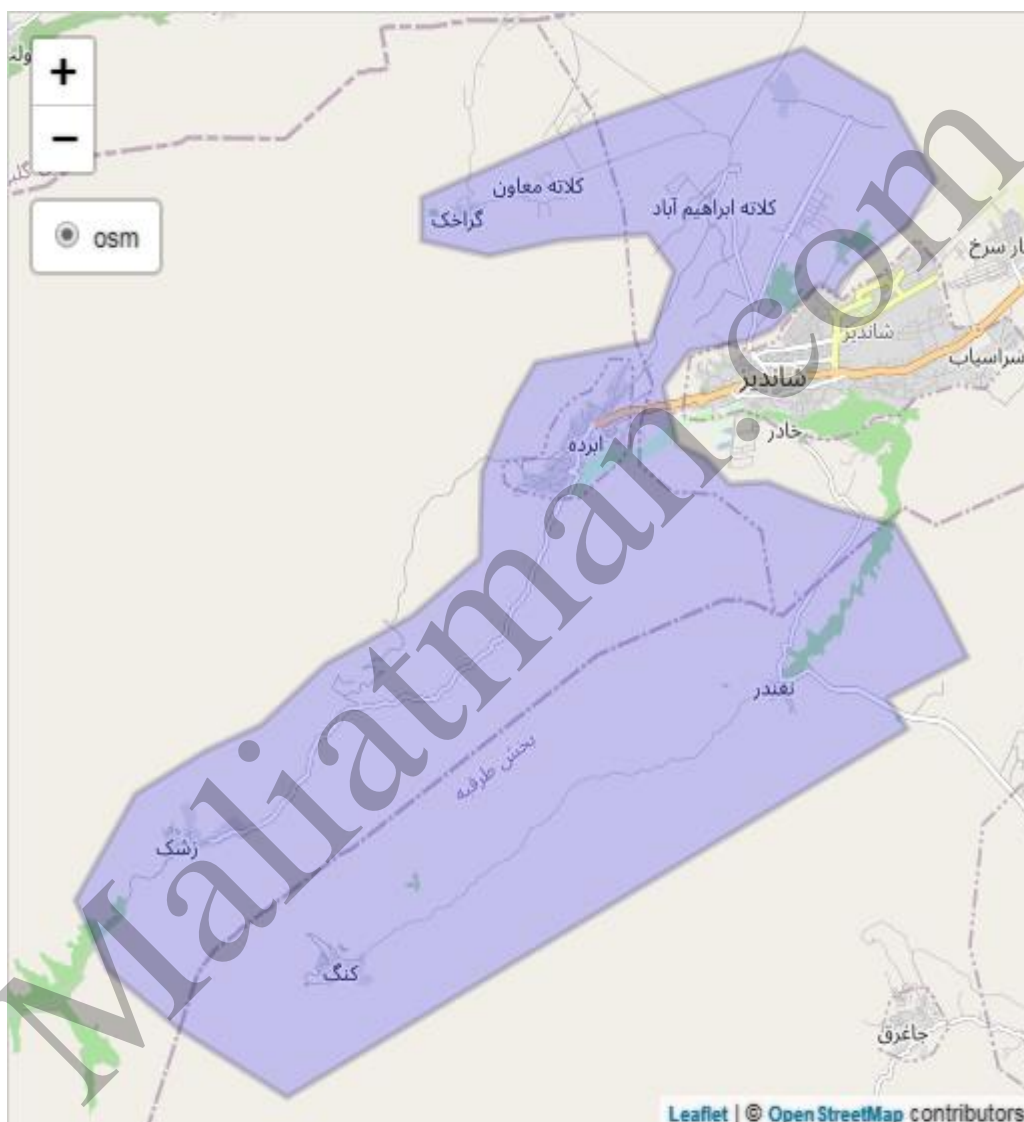 +
−
osm
کلاته معاون
گراخک
کلاته ابراهیم آباد
شاندیز
شاندیز
سراسیاب
ابرده
خادر
نغندر
بخش طرقبه
زشک
کنگ
جاغرق
Maliatman.com
Leaflet | © OpenStreetMap contributors